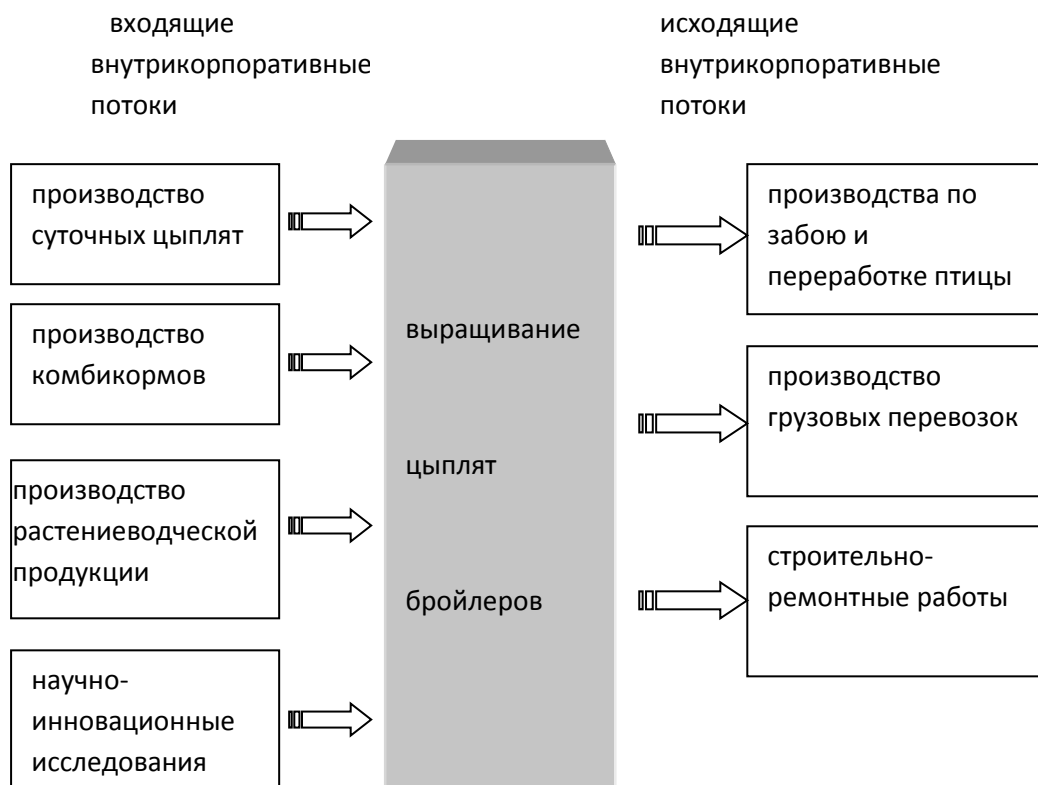 входящие
внутрикорпоративные
потоки
исходящие
внутрикорпоративные
потоки
производство
суточных цыплят
производство
комбикормов
производство
растениеводческой
продукции
научно-
инновационные
исследования
выращивание
цыплят
бройлеров
производства по
забою и
переработке птицы
производство
грузовых перевозок
строительно-
ремонтные работы